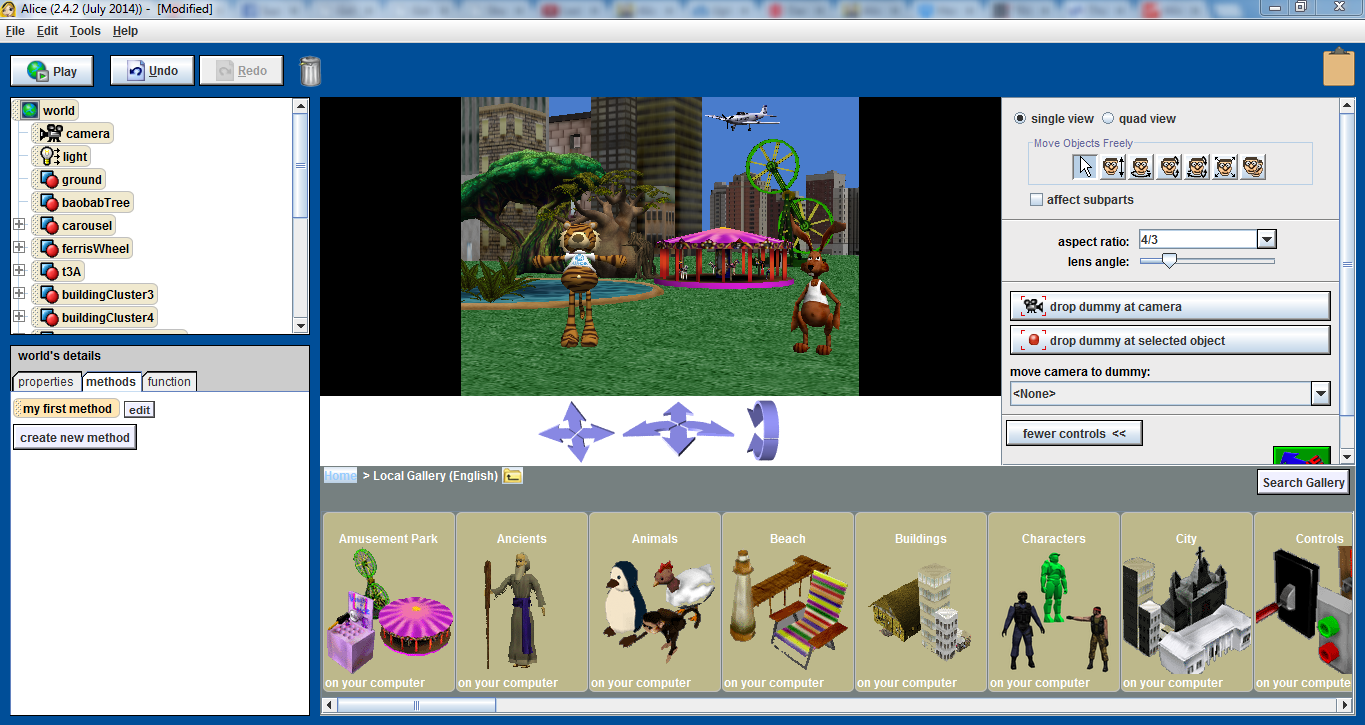 Alice (2.4.2 (July 2014)) - [Modified]
File Edit Tools Help
Play Undo Redo
world
camera
light
ground
baobabTree
carousel
ferrisWheel
t3A
buildingCluster3
buildingCluster4
world's details
properties methods function
my first method edit
create new method
single view quad view
Move Objects Freely
affect subparts
aspect ratio: 4/3
lens angle:
drop dummy at camera
drop dummy at selected object
move camera to dummy:
<None>
fewer controls <<
Home > Local Gallery (English)
Search Gallery
Amusement Park Ancients Animals Beach Buildings Characters City Controls
on your computer on your computer on your computer on your computer on your computer on your computer on your computer on your compute